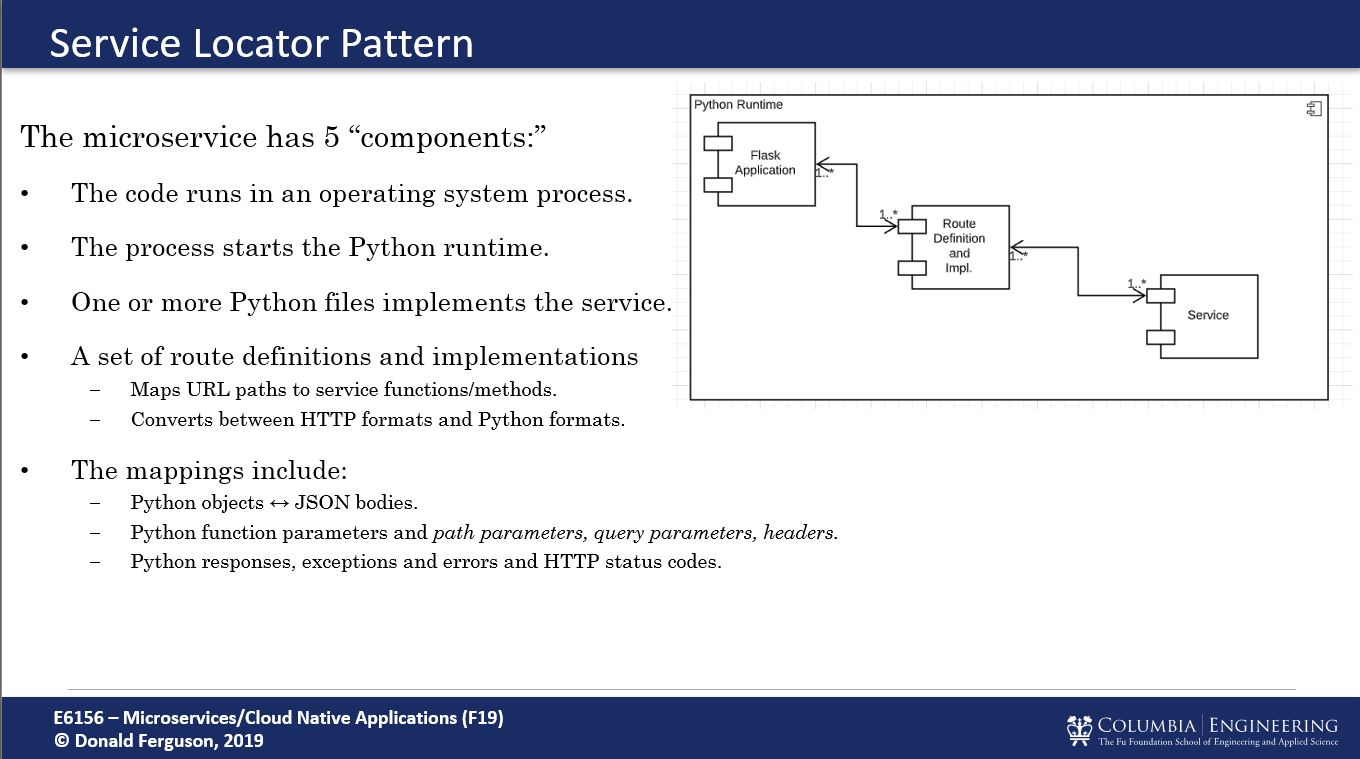 Service Locator Pattern
The microservice has 5 “components:”
• The code runs in an operating system process.
• The process starts the Python runtime.
• One or more Python files implements the service.
• A set of route definitions and implementations
– Maps URL paths to service functions/methods.
– Converts between HTTP formats and Python formats.
• The mappings include:
– Python objects ↔ JSON bodies.
– Python function parameters and path parameters, query parameters, headers.
– Python responses, exceptions and errors and HTTP status codes.
Python Runtime
Flask
Application
1..*
1..*
Route
Definition
and
Impl.
1..*
1..*
Service
E6156 – Microservices/Cloud Native Applications (F19)
© Donald Ferguson, 2019
COLUMBIA | ENGINEERING
The Fu Foundation School of Engineering and Applied Science